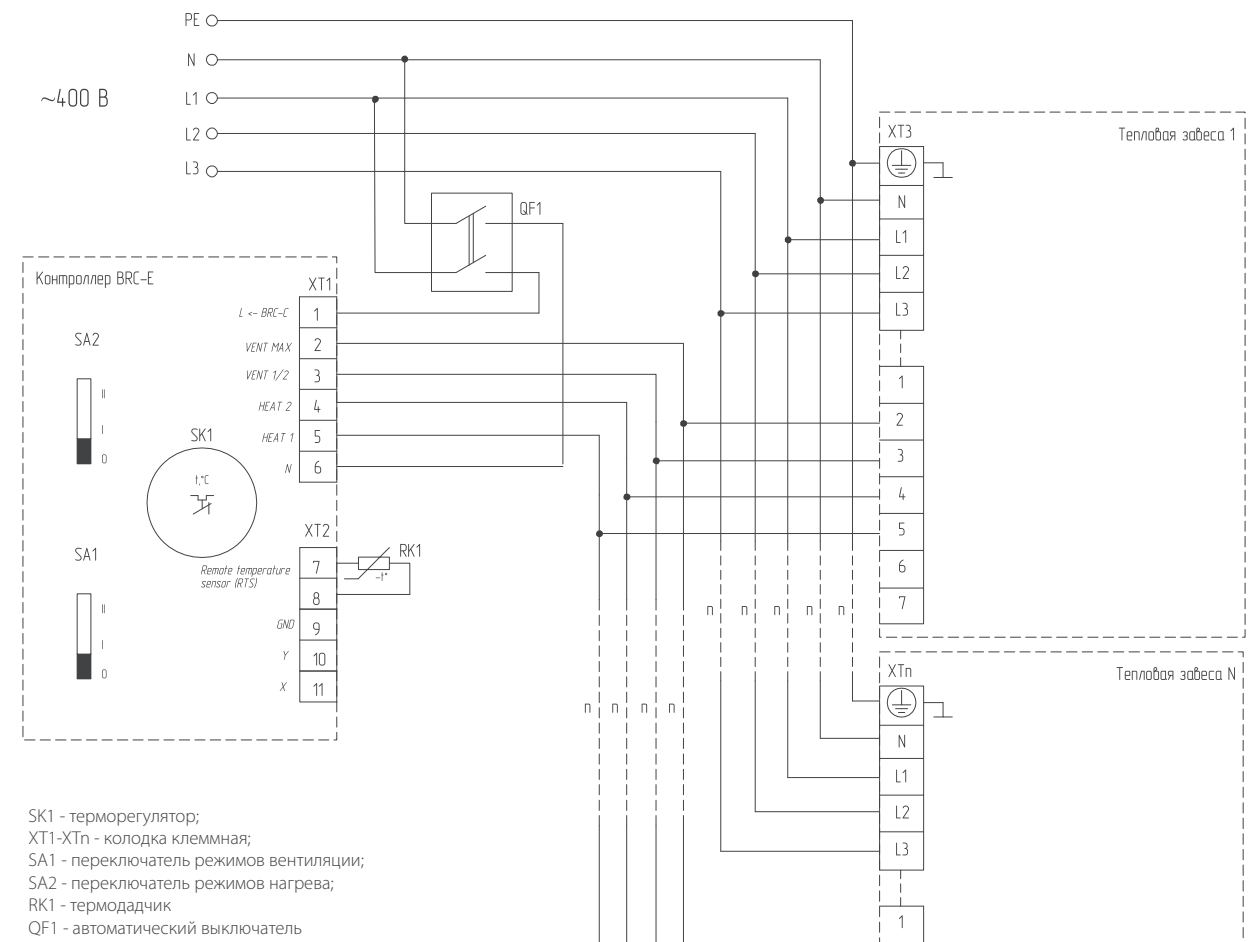 PE
N
~400 В
L1
L2
L3
XT3
Тепловая завеса 1
N
L1
L2
L3
1
2
3
4
5
6
7
QF1
Контроллер BRC-E
XT1
L <- BRC-C 1
VENT MAX 2
VENT 1/2 3
HEAT 2 4
HEAT 1 5
N 6
SA2
II
I
0
SK1
t,°C
XT2
Remote temperature
sensor (RTS)
7
8
GND 9
Y 10
X 11
RK1
-t°
SA1
II
I
0
n n n n n
n n n n
XTn
Тепловая завеса N
N
L1
L2
L3
1
SK1 - терморегулятор;
XT1-XTn - колодка клеммная;
SA1 - переключатель режимов вентиляции;
SA2 - переключатель режимов нагрева;
RK1 - термодадчик
QF1 - автоматический выключатель